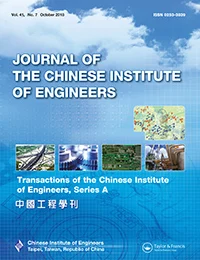 Vol. 45, No. 7 October 2018
ISSN 0253-3839
JOURNAL OF
THE CHINESE INSTITUTE
OF ENGINEERS
Transactions of the Chinese Institute
of Engineers, Series A
中國工程學刊
Chinese Institute of Engineers
Taipei, Taiwan, Republic of China
Taylor & Francis